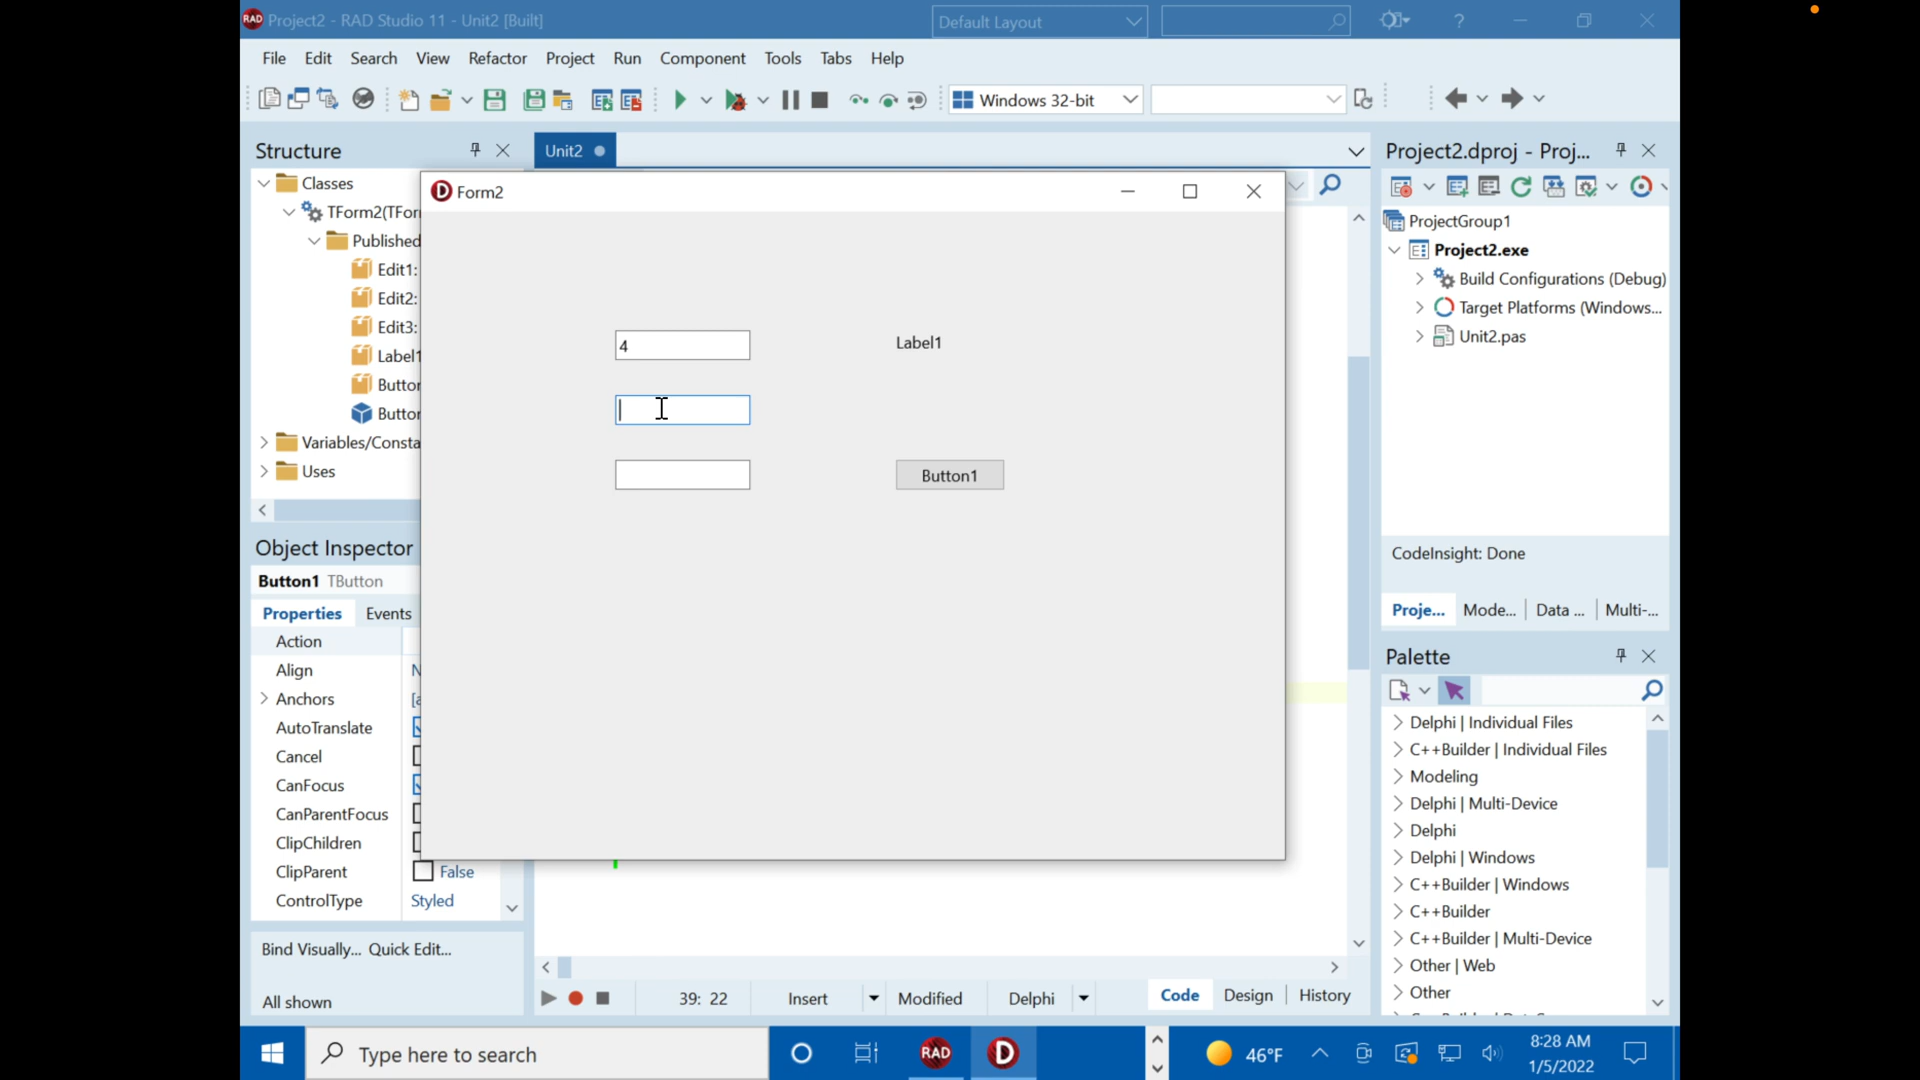 RAD Project2 - RAD Studio 11 - Unit2 [Built]
Default Layout
?
File Edit Search View Refactor Project Run Component Tools Tabs Help
Windows 32-bit
Structure
Unit2
Project2.dproj - Proj...
Classes
TForm2(TFor
Published
Edit1:
Edit2:
Edit3:
Label1
Button
Button
Variables/Consta
Uses
D Form2
4
Label1
Button1
ProjectGroup1
Project2.exe
Build Configurations (Debug)
Target Platforms (Windows...
Unit2.pas
CodeInsight: Done
Proje... Mode... Data ... Multi-...
Object Inspector
Button1 TButton
Properties Events
Action
Align N
Anchors [a
AutoTranslate
Cancel
CanFocus
CanParentFocus
ClipChildren
ClipParent False
ControlType Styled
Bind Visually... Quick Edit...
All shown
Palette
Delphi | Individual Files
C++Builder | Individual Files
Modeling
Delphi | Multi-Device
Delphi
Delphi | Windows
C++Builder | Windows
C++Builder
C++Builder | Multi-Device
Other | Web
Other
39: 22 Insert Modified Delphi Code Design History
Type here to search
RAD D
46°F
8:28 AM
1/5/2022